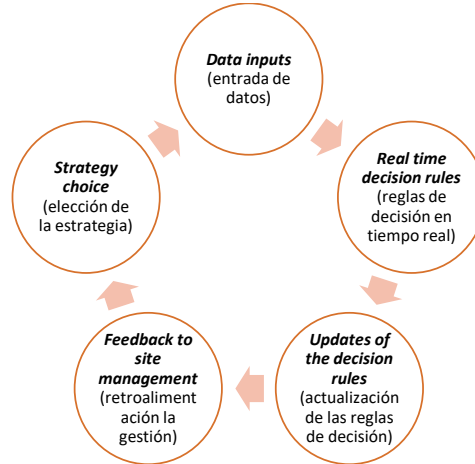 Data inputs
(entrada de
datos)
Real time
decision rules
(reglas de
decisión en
tiempo real)
Updates of
the decision
rules
(actualización
de las reglas
de decisión)
Feedback to
site
management
(retroaliment
ación la
gestión)
Strategy
choice
(elección de
la estrategia)